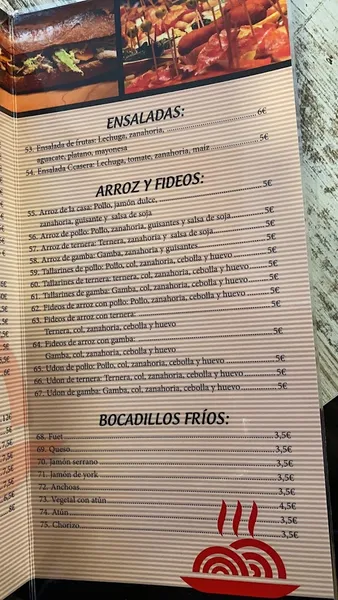 ENSALADAS:
53. Ensalada de frutas: Lechuga, zanahoria, ........ 6€
aguacate, platano, mayonesa
54. Ensalada Ccasera: Lechuga, tomate, zanahoria, maiz ........ 5€
ARROZ Y FIDEOS:
55. Arroz de la casa: Pollo, jamón dulce, ........ 5€
zanahoria, guisante y salsa de soja
56. Arroz de pollo: Pollo, zanahoria, guisantes y salsa de soja ........ 5€
57. Arroz de ternera: Ternera, zanahoria y salsa de soja ........ 5€
58. Arroz de gamba: Gamba, zanahoria y guisantes ........ 5€
59. Tallarines de pollo: Pollo, col, zanahoria, cebolla y huevo ........ 5€
60. Tallarines de ternera: ternera, col, zanahoria, cebolla y huevo ........ 5€
61. Tallarines de gamba: Gamba, col, zanahoria, cebolla y huevo ........ 5€
62. Fideos de arroz con pollo: Pollo, zanahoria, cebolla y huevo ........ 5€
63. Fideos de arroz con ternera: ........ 5€
Ternera, col, zanahoria, cebolla y huevo
64. Fideos de arroz con gamba: ........ 5€
Gamba, col, zanahoria, cebolla y huevo
65. Udon de pollo: Pollo, col, zanahoria, cebolla y huevo ........ 5€
66. Udon de ternera: Ternera, col, zanahoria, cebolla y huevo ........ 5€
67. Udon de gamba: Gamba, col, zanahoria, cebolla y huevo ........ 5€
BOCADILLOS FRÍOS:
68. Fuet ........ 3,5€
69. Queso ........ 3,5€
70. Jamón serrano ........ 3,5€
71. Jamón de york ........ 3,5€
72. Anchoas ........ 3,5€
73. Vegetal con atún ........ 4,5€
74. Atún ........ 3,5€
75. Chorizo ........ 3,5€